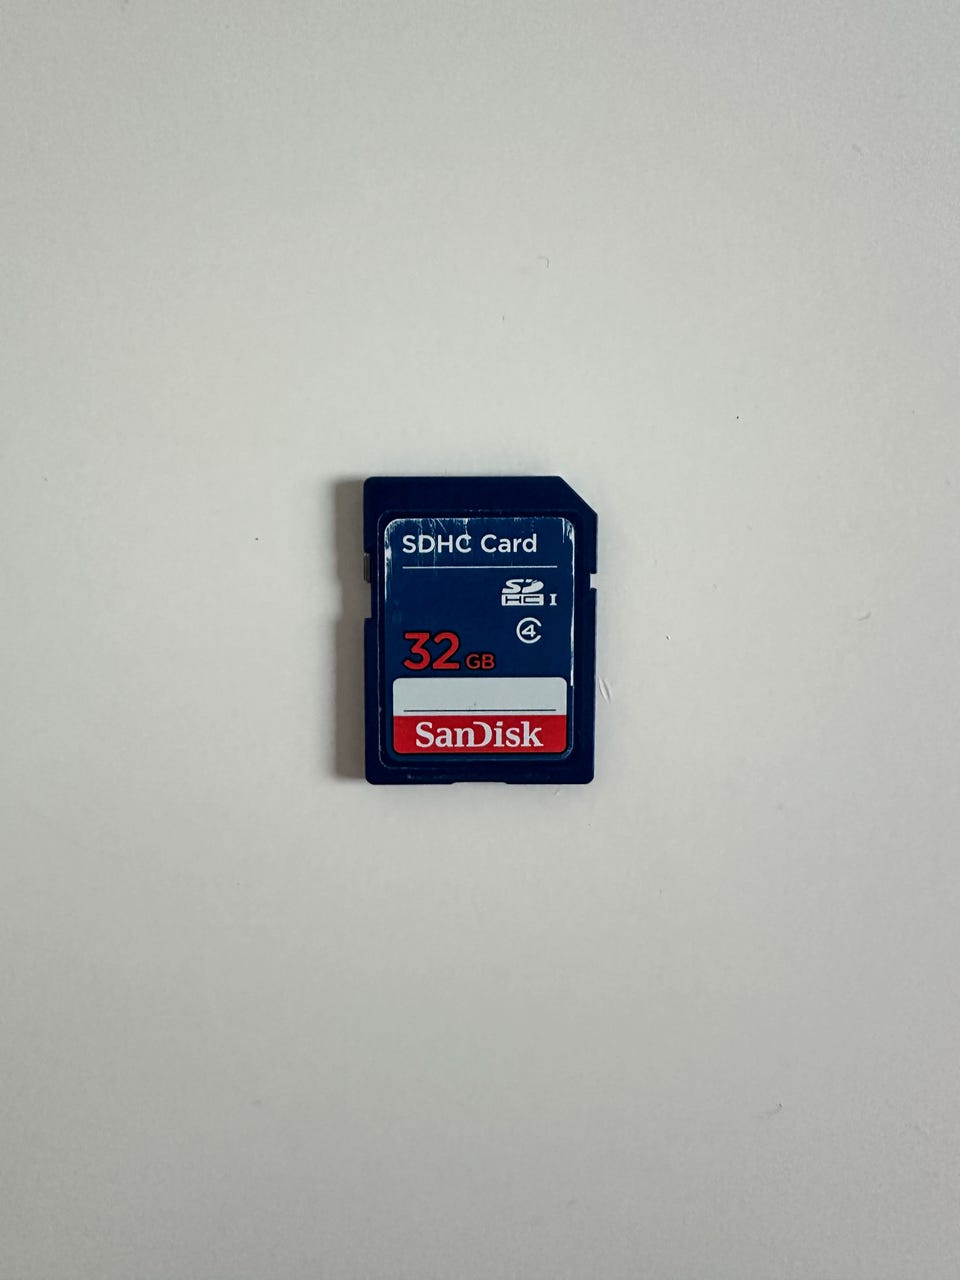 SDHC Card
SD
HC I
4
32 GB
SanDisk